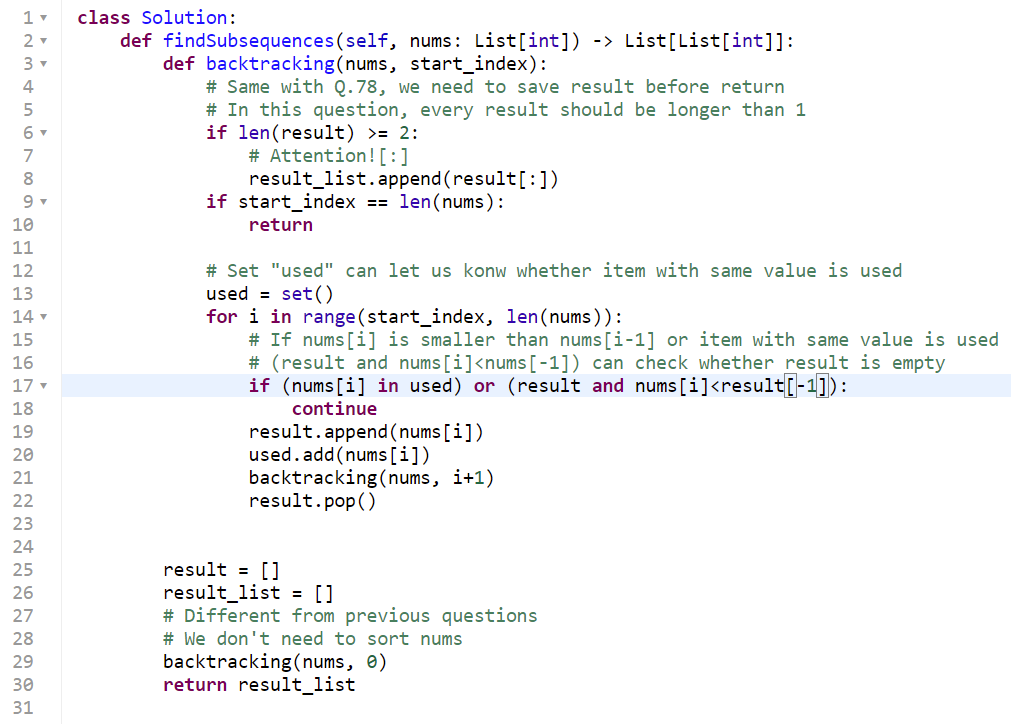 1 class Solution:
2     def findSubsequences(self, nums: List[int]) -> List[List[int]]:
3         def backtracking(nums, start_index):
4             # Same with Q.78, we need to save result before return
5             # In this question, every result should be longer than 1
6             if len(result) >= 2:
7                 # Attention![:]
8                 result_list.append(result[:])
9             if start_index == len(nums):
10                 return
11
12             # Set "used" can let us konw whether item with same value is used
13             used = set()
14             for i in range(start_index, len(nums)):
15                 # If nums[i] is smaller than nums[i-1] or item with same value is used
16                 # (result and nums[i]<nums[-1]) can check whether result is empty
17                 if (nums[i] in used) or (result and nums[i]<result[-1]):
18                     continue
19                 result.append(nums[i])
20                 used.add(nums[i])
21                 backtracking(nums, i+1)
22                 result.pop()
23
24
25         result = []
26         result_list = []
27         # Different from previous questions
28         # We don't need to sort nums
29         backtracking(nums, 0)
30         return result_list
31